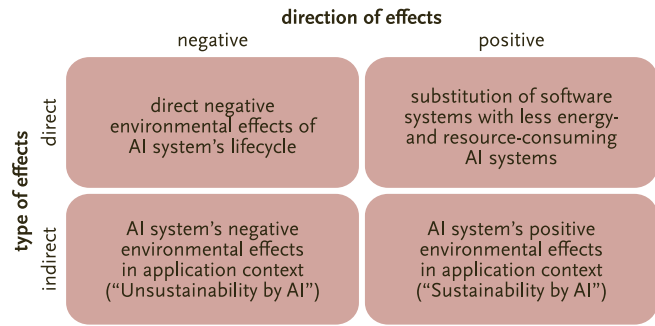 direction of effects
negative
positive
type of effects
direct
direct negative
environmental effects of
AI system's lifecycle
substitution of software
systems with less energy-
and resource-consuming
AI systems
indirect
AI system's negative
environmental effects
in application context
(“Unsustainability by AI”)
AI system's positive
environmental effects
in application context
(“Sustainability by AI”)